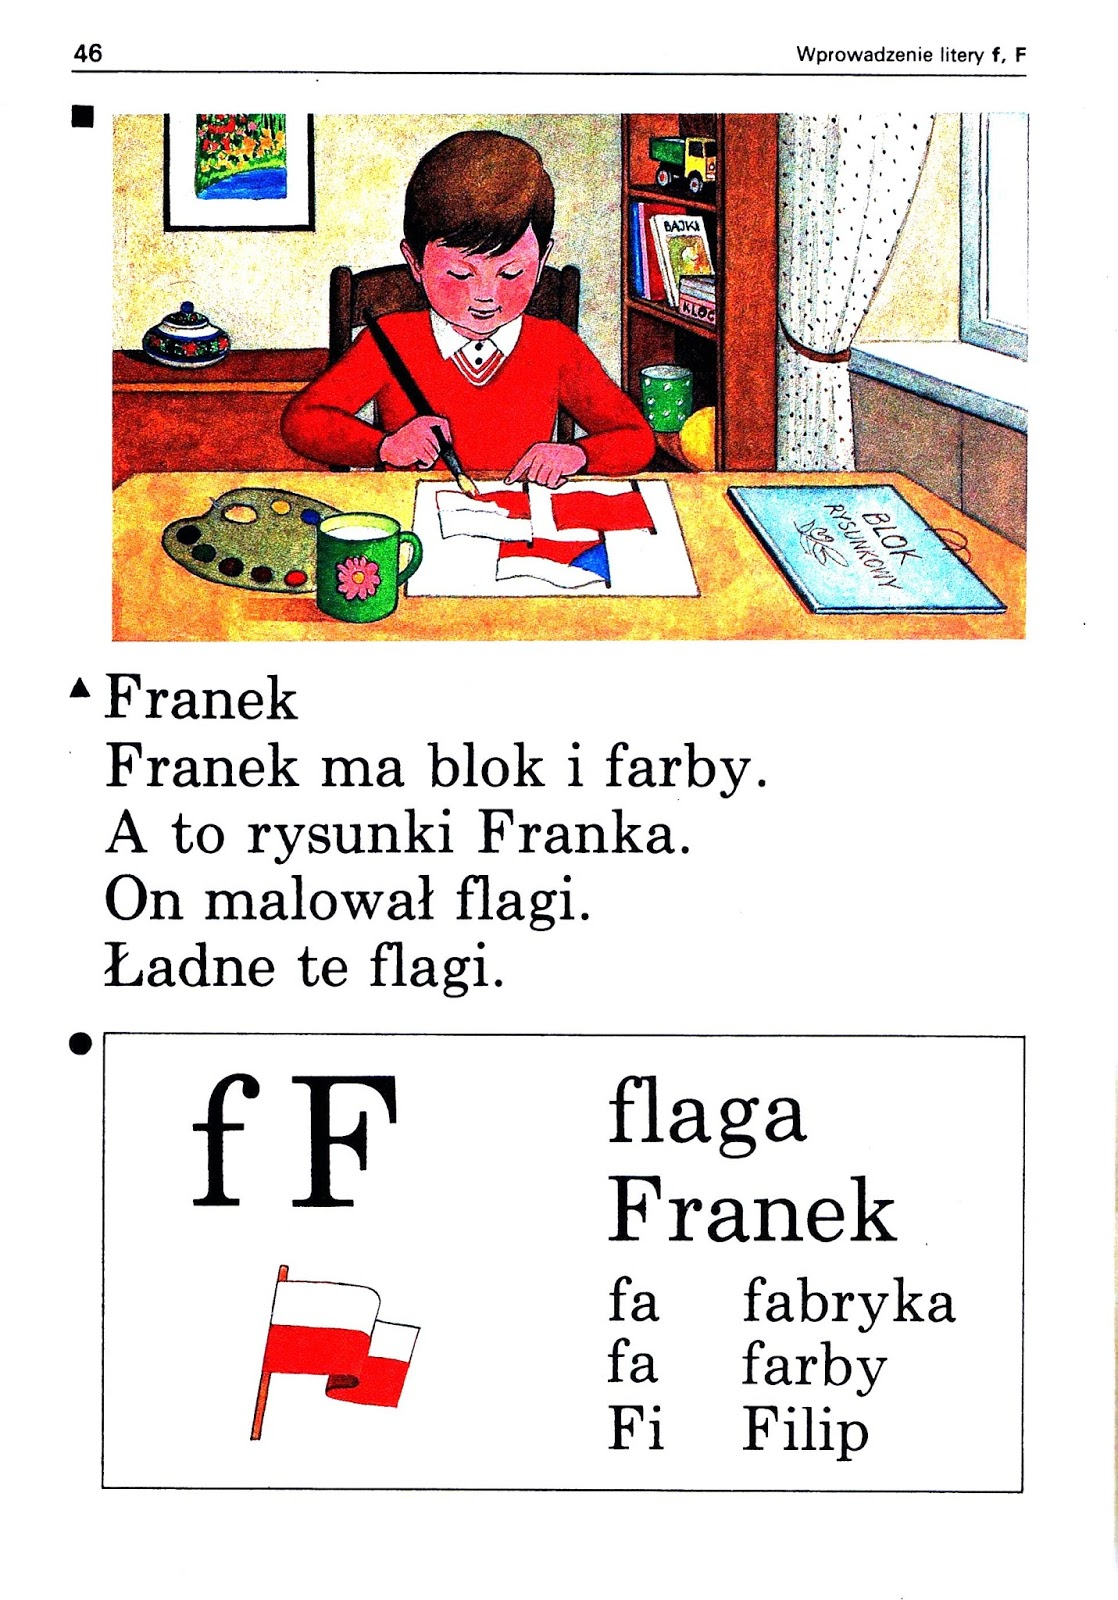 46
Wprowadzenie litery f, F
BAJKI
KLOC
BLOK
RYSUNKOWY
Franek
Franek ma blok i farby.
A to rysunki Franka.
On malował flagi.
Ładne te flagi.
f F
flaga
Franek
fa fabryka
fa farby
Fi Filip